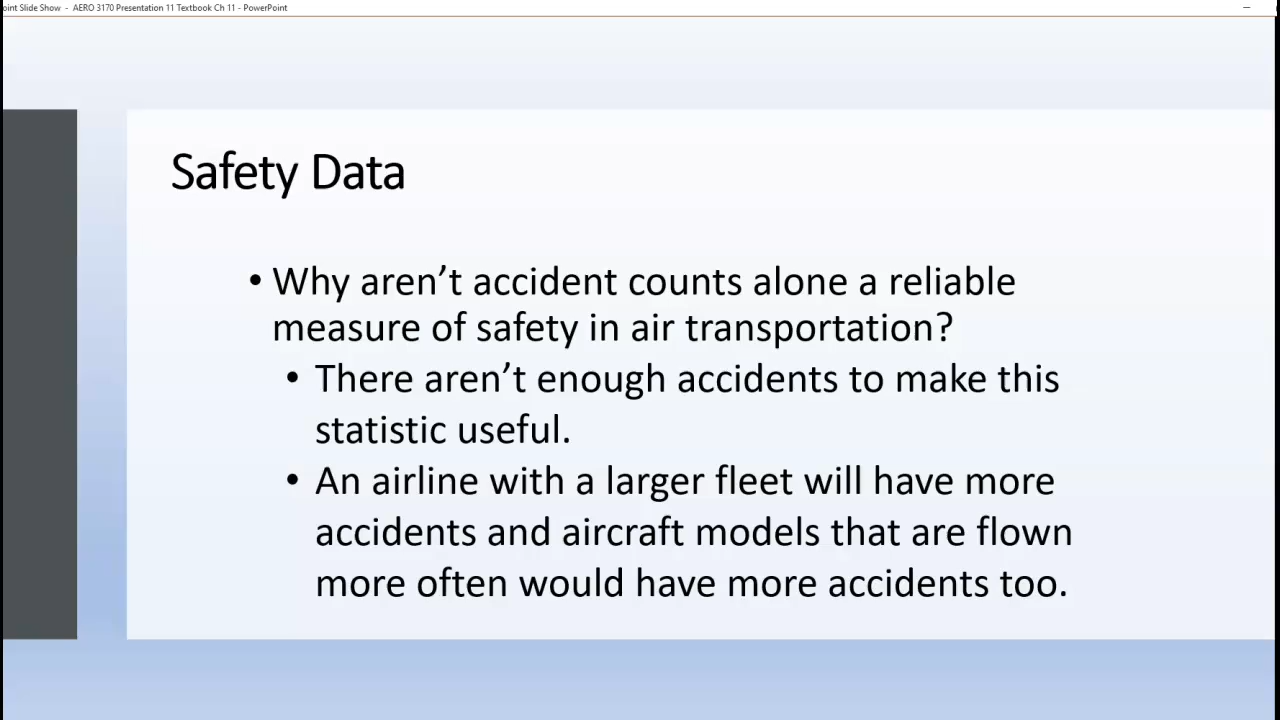 oint Slide Show - AERO 3170 Presentation 11 Textbook Ch 11 - PowerPoint
Safety Data
• Why aren’t accident counts alone a reliable
measure of safety in air transportation?
• There aren’t enough accidents to make this
statistic useful.
• An airline with a larger fleet will have more
accidents and aircraft models that are flown
more often would have more accidents too.